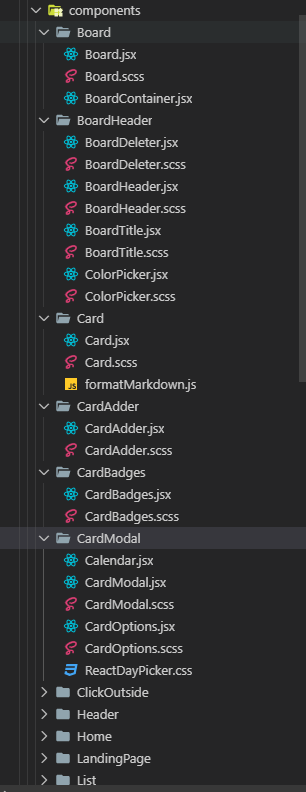 components
Board
Board.jsx
Board.scss
BoardContainer.jsx
BoardHeader
BoardDeleter.jsx
BoardDeleter.scss
BoardHeader.jsx
BoardHeader.scss
BoardTitle.jsx
BoardTitle.scss
ColorPicker.jsx
ColorPicker.scss
Card
Card.jsx
Card.scss
JS formatMarkdown.js
CardAdder
CardAdder.jsx
CardAdder.scss
CardBadges
CardBadges.jsx
CardBadges.scss
CardModal
Calendar.jsx
CardModal.jsx
CardModal.scss
CardOptions.jsx
CardOptions.scss
ReactDayPicker.css
ClickOutside
Header
Home
LandingPage
List